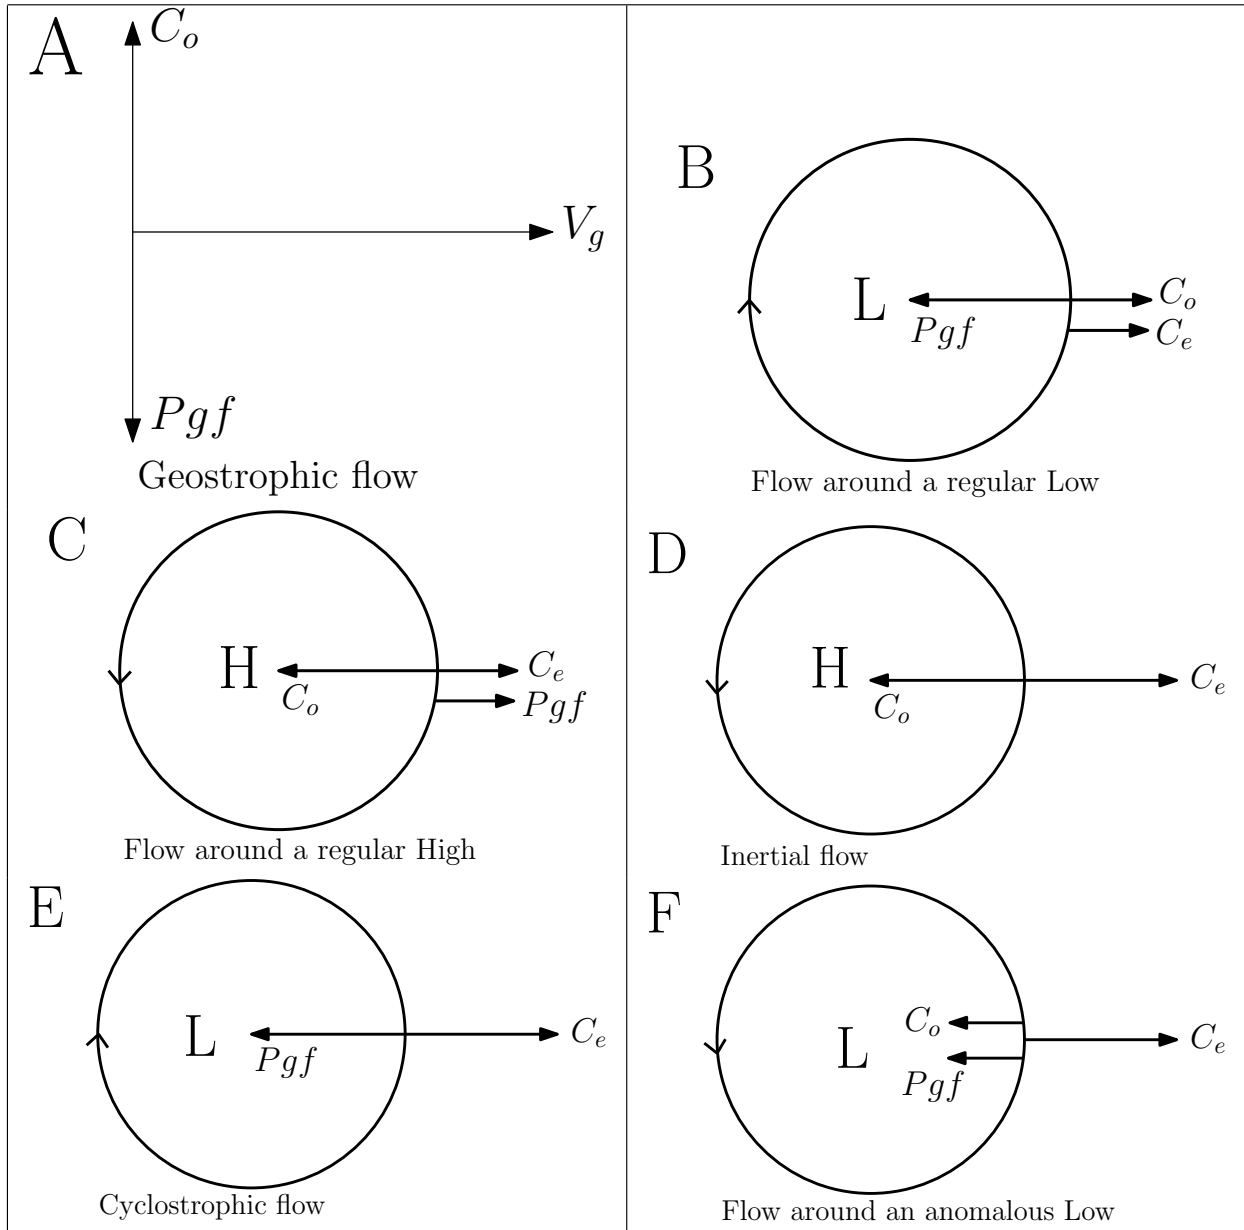 A
C_o
V_g
Pgf
Geostrophic flow
B
L
Pgf
C_o
C_e
Flow around a regular Low
C
H
C_o
C_e
Pgf
Flow around a regular High
D
H
C_o
C_e
Inertial flow
E
L
Pgf
C_e
Cyclostrophic flow
F
C_o
L
Pgf
C_e
Flow around an anomalous Low